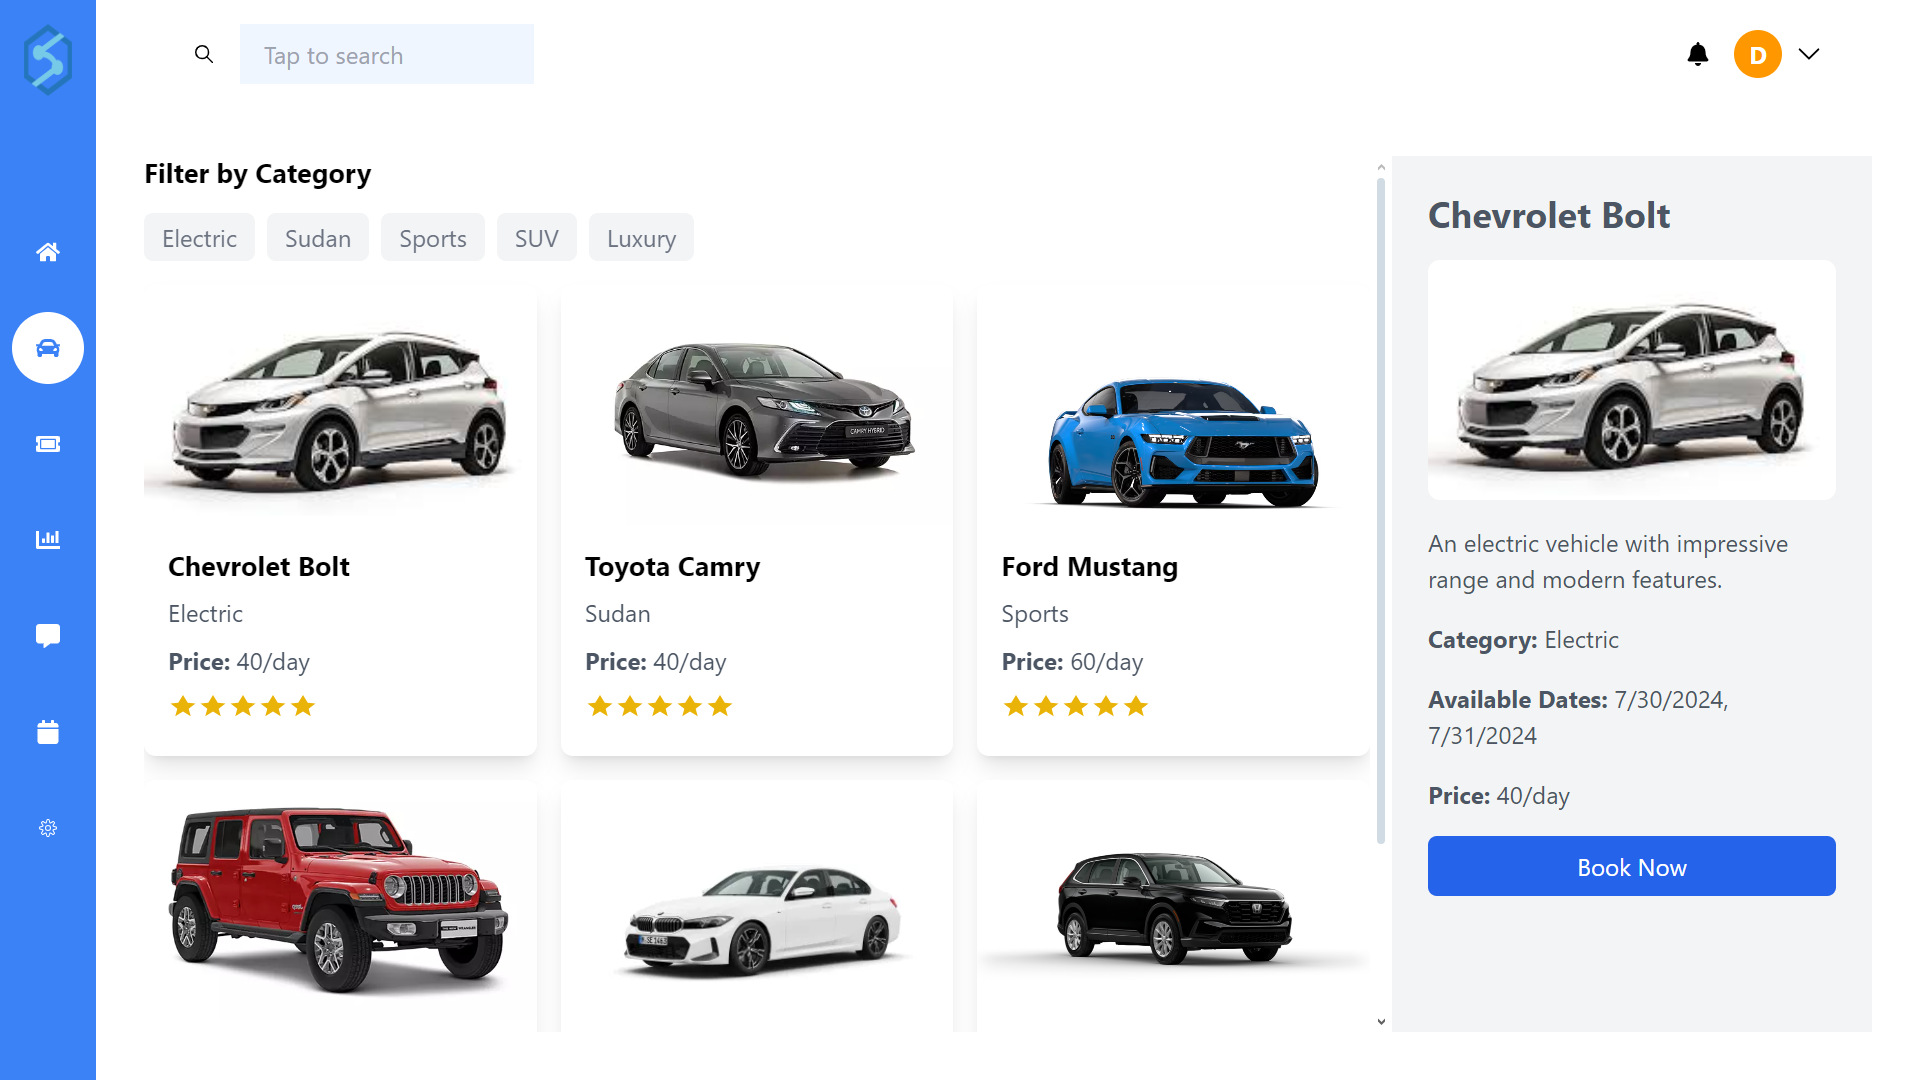 Tap to search
D
Filter by Category
Electric
Sudan
Sports
SUV
Luxury
Chevrolet Bolt
Electric
Price: 40/day
Toyota Camry
Sudan
Price: 40/day
Ford Mustang
Sports
Price: 60/day
Chevrolet Bolt
An electric vehicle with impressive
range and modern features.
Category: Electric
Available Dates: 7/30/2024,
7/31/2024
Price: 40/day
Book Now
CAMRY HYBRID